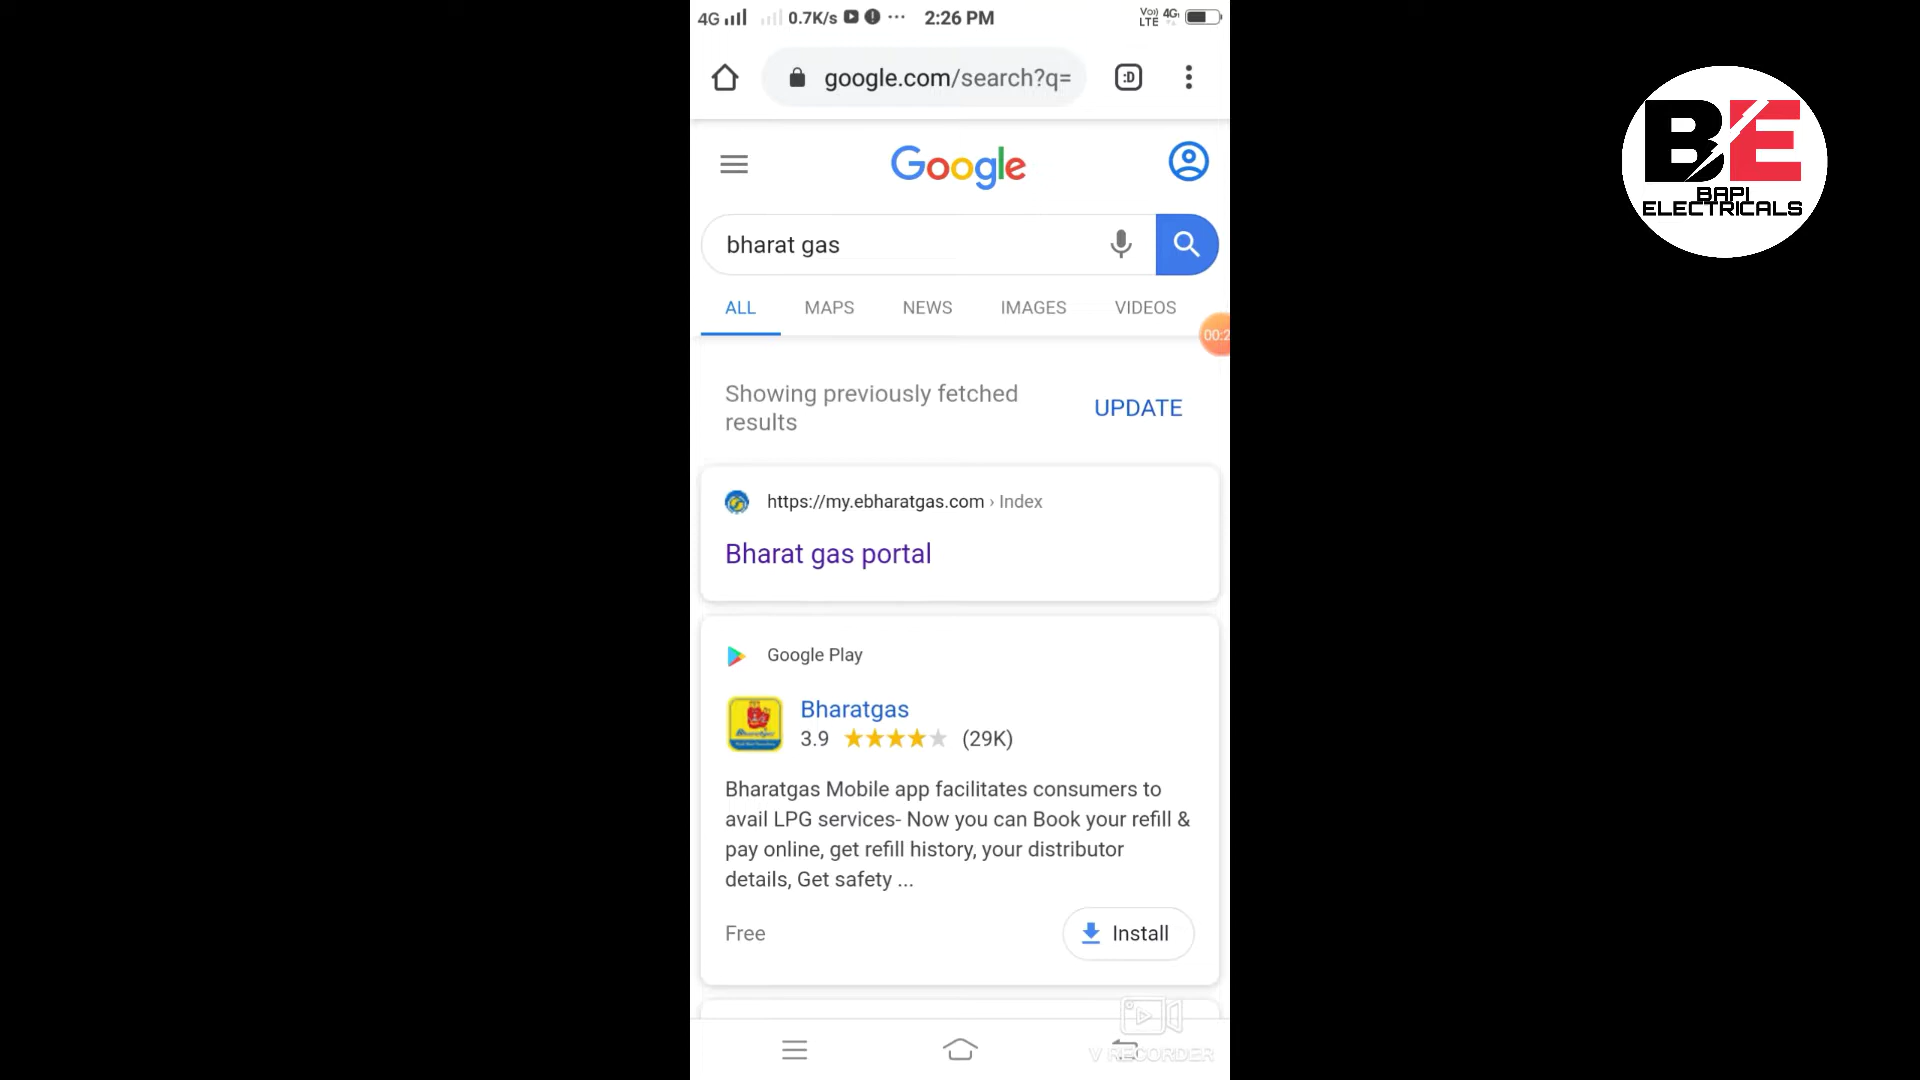 4G 0.7K/s ... 2:26 PM Vo)) LTE 4G
google.com/search?q= :D
Google
BE
BAPI
ELECTRICALS
bharat gas
ALL MAPS NEWS IMAGES VIDEOS
00:2
Showing previously fetched
results
UPDATE
https://my.ebharatgas.com › Index
Bharat gas portal
Google Play
Bharatgas
3.9 (29K)
Bharatgas Mobile app facilitates consumers to
avail LPG services- Now you can Book your refill &
pay online, get refill history, your distributor
details, Get safety ...
Free
Install
V RECORDER